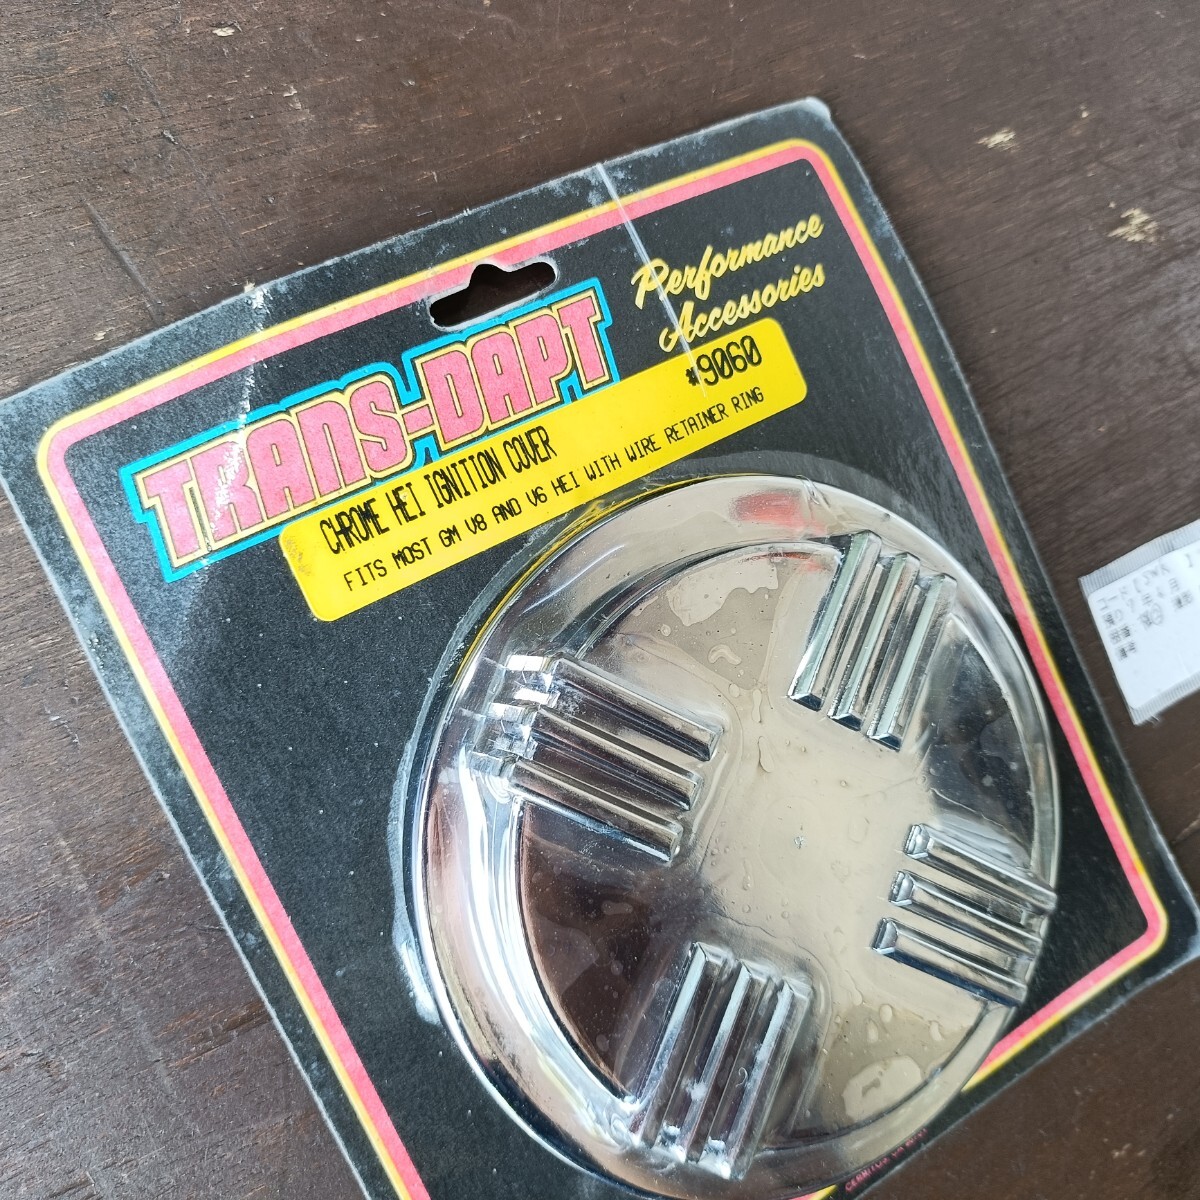 Performance
Accessories
TRANS-DAPT
#9060
CHROME HEI IGNITION COVER
FITS MOST GM V8 AND V6 HEI WITH WIRE RETAINER RING